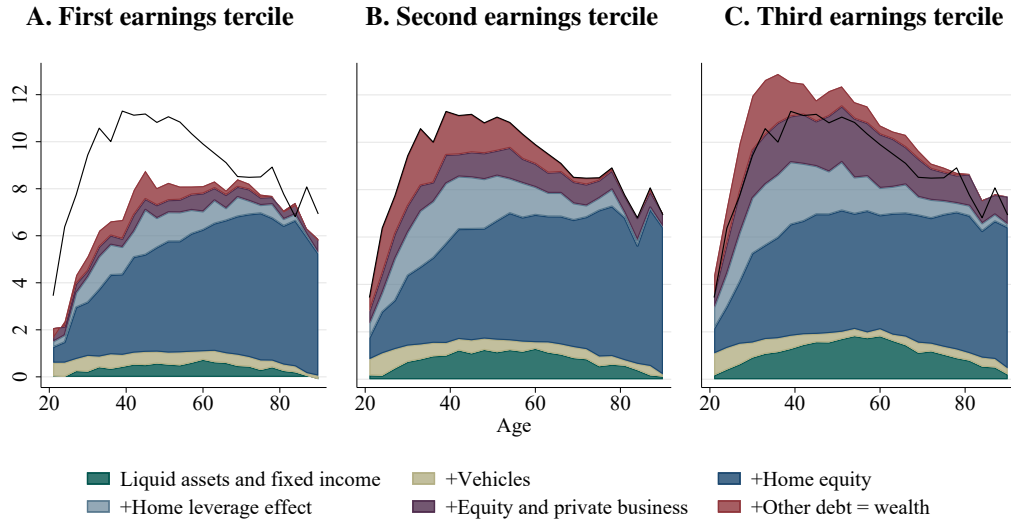 A. First earnings tercile
B. Second earnings tercile
C. Third earnings tercile
12
10
8
6
4
2
0
20 40 60 80
20 40 60 80
20 40 60 80
Age
Liquid assets and fixed income
+Vehicles
+Home equity
+Home leverage effect
+Equity and private business
+Other debt = wealth